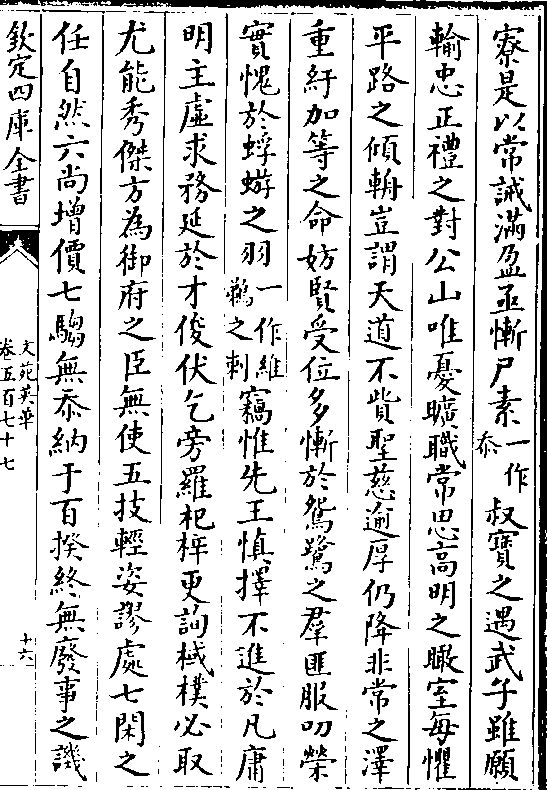 寮是以常誡滿盈亟慚尸素一作忝叔寶之遇武子雖願
輸忠正禮之對公山唯憂曠職常思高明之瞰室每懼
平路之傾輈豈謂天道不貲聖慈逾厚仍降非常之澤
重紆加等之命妨賢受位多慚於鴛鷺之羣匪服叨榮
實愧於蜉蝣之羽一作維鵜之刺竊惟先王慎擇不進於凡庸
明主虛求務延於才俊伏乞旁羅杞梓更詢棫樸必取
尤能秀傑方為御府之臣無使五技輕姿謬處七閑之
任自然六尚增價七騶無忝納于百揆終無廢事之譏
欽定四庫全書
文苑英華
卷五百七十七
十六